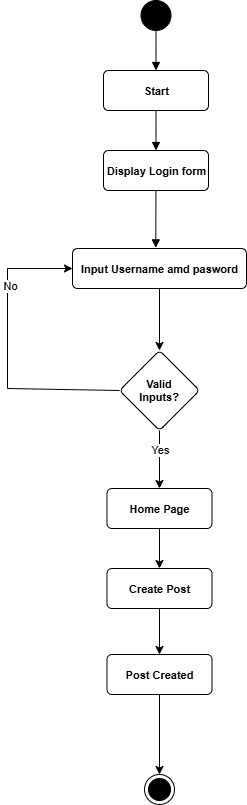 Start
Display Login form
Input Username amd pasword
No
Valid
Inputs?
Yes
Home Page
Create Post
Post Created